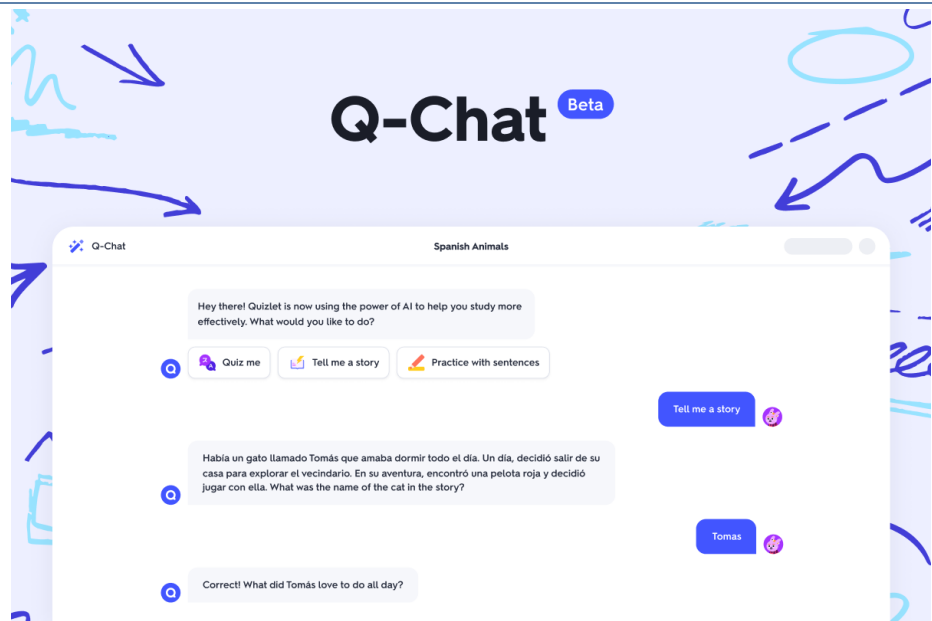 Q-Chat Beta
Q-Chat
Spanish Animals
Hey there! Quizlet is now using the power of AI to help you study more
effectively. What would you like to do?
Quiz me
Tell me a story
Practice with sentences
Tell me a story
Había un gato llamado Tomás que amaba dormir todo el día. Un día, decidió salir de su
casa para explorar el vecindario. En su aventura, encontró una pelota roja y decidió
jugar con ella. What was the name of the cat in the story?
Tomas
Correct! What did Tomás love to do all day?